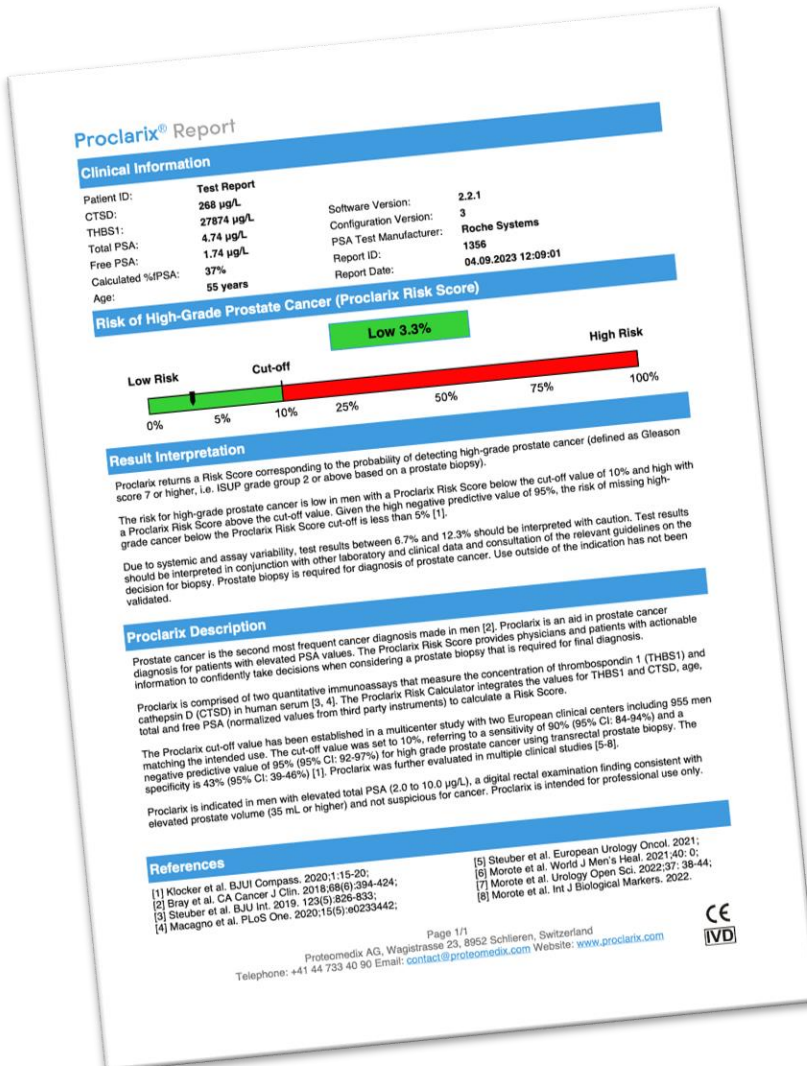 Proclarix® Report
Clinical Information
Patient ID: Test Report
CTSD: 268 µg/L Software Version: 2.2.1
THBS1: 27874 µg/L Configuration Version: 3
Total PSA: 4.74 µg/L PSA Test Manufacturer: Roche Systems
Free PSA: 1.74 µg/L Report ID: 1356
Calculated %fPSA: 37% Report Date: 04.09.2023 12:09:01
Age: 55 years
Risk of High-Grade Prostate Cancer (Proclarix Risk Score)
Low 3.3%
Low Risk Cut-off High Risk
0% 5% 10% 25% 50% 75% 100%
Result Interpretation
Proclarix returns a Risk Score corresponding to the probability of detecting high-grade prostate cancer (defined as Gleason
score 7 or higher, i.e. ISUP grade group 2 or above based on a prostate biopsy).
The risk for high-grade prostate cancer is low in men with a Proclarix Risk Score below the cut-off value of 10% and high with
a Proclarix Risk Score above the cut-off value. Given the high negative predictive value of 95%, the risk of missing high-
grade cancer below the Proclarix Risk Score cut-off is less than 5% [1].
Due to systemic and assay variability, test results between 6.7% and 12.3% should be interpreted with caution. Test results
should be interpreted in conjunction with other laboratory and clinical data and consultation of the relevant guidelines on the
decision for biopsy. Prostate biopsy is required for diagnosis of prostate cancer. Use outside of the indication has not been
validated.
Proclarix Description
Prostate cancer is the second most frequent cancer diagnosis made in men [2]. Proclarix is an aid in prostate cancer
diagnosis for patients with elevated PSA values. The Proclarix Risk Score provides physicians and patients with actionable
information to confidently take decisions when considering a prostate biopsy that is required for final diagnosis.
Proclarix is comprised of two quantitative immunoassays that measure the concentration of thrombospondin 1 (THBS1) and
cathepsin D (CTSD) in human serum [3, 4]. The Proclarix Risk Calculator integrates the values for THBS1 and CTSD, age,
total and free PSA (normalized values from third party instruments) to calculate a Risk Score.
The Proclarix cut-off value has been established in a multicenter study with two European clinical centers including 955 men
matching the intended use. The cut-off value was set to 10%, referring to a sensitivity of 90% (95% CI: 84-94%) and a
negative predictive value of 95% (95% CI: 92-97%) for high grade prostate cancer using transrectal prostate biopsy. The
specificity is 43% (95% CI: 39-46%) [1]. Proclarix was further evaluated in multiple clinical studies [5-8].
Proclarix is indicated in men with elevated total PSA (2.0 to 10.0 µg/L), a digital rectal examination finding consistent with
elevated prostate volume (35 mL or higher) and not suspicious for cancer. Proclarix is intended for professional use only.
References
[1] Klocker et al. BJUI Compass. 2020;1:15-20;
[2] Bray et al. CA Cancer J Clin. 2018;68(6):394-424;
[3] Steuber et al. BJU Int. 2019. 123(5):826-833;
[4] Macagno et al. PLoS One. 2020;15(5):e0233442;
[5] Steuber et al. European Urology Oncol. 2021;
[6] Morote et al. World J Men's Heal. 2021;40: 0;
[7] Morote et al. Urology Open Sci. 2022;37: 38-44;
[8] Morote et al. Int J Biological Markers. 2022.
Page 1/1
Proteomedix AG, Wagistrasse 23, 8952 Schlieren, Switzerland
Telephone: +41 44 733 40 90 Email: contact@proteomedix.com Website: www.proclarix.com
CE
IVD